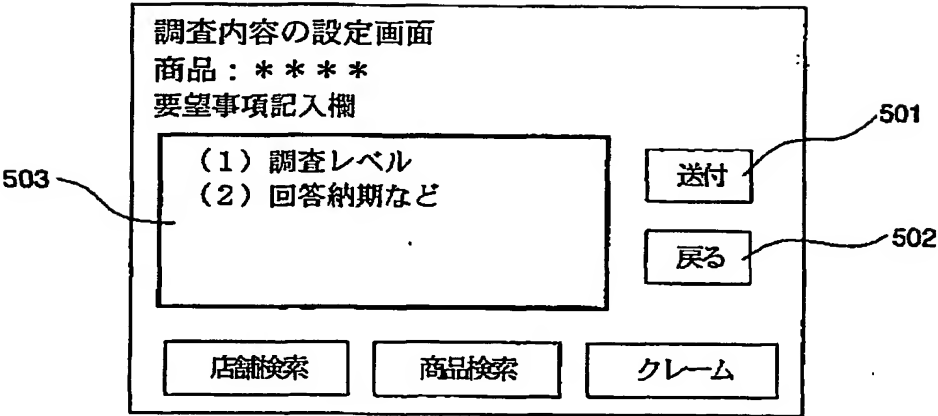 調査内容の設定画面
商品：＊＊＊＊
要望事項記入欄
501
（１）調査レベル
送付
503
（２）回答納期など
502
戻る
店舗検索 商品検索 クレーム